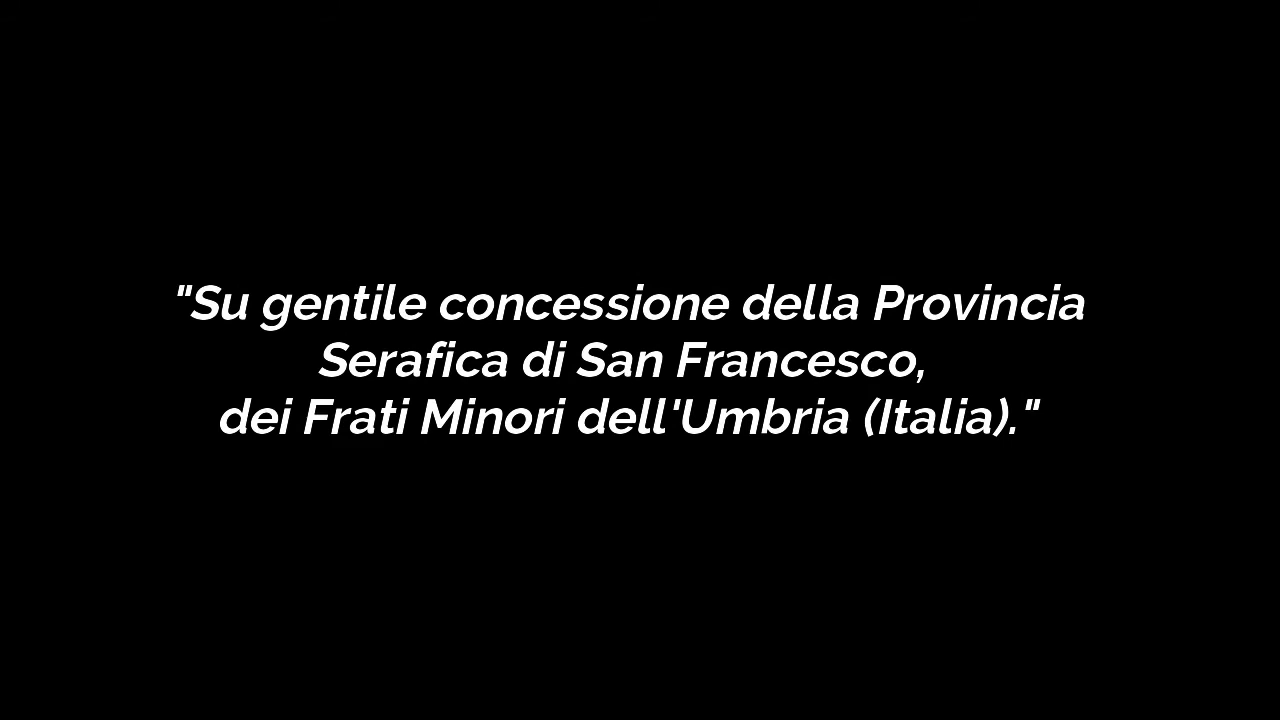 "Su gentile concessione della Provincia
Serafica di San Francesco,
dei Frati Minori dell'Umbria (Italia)."